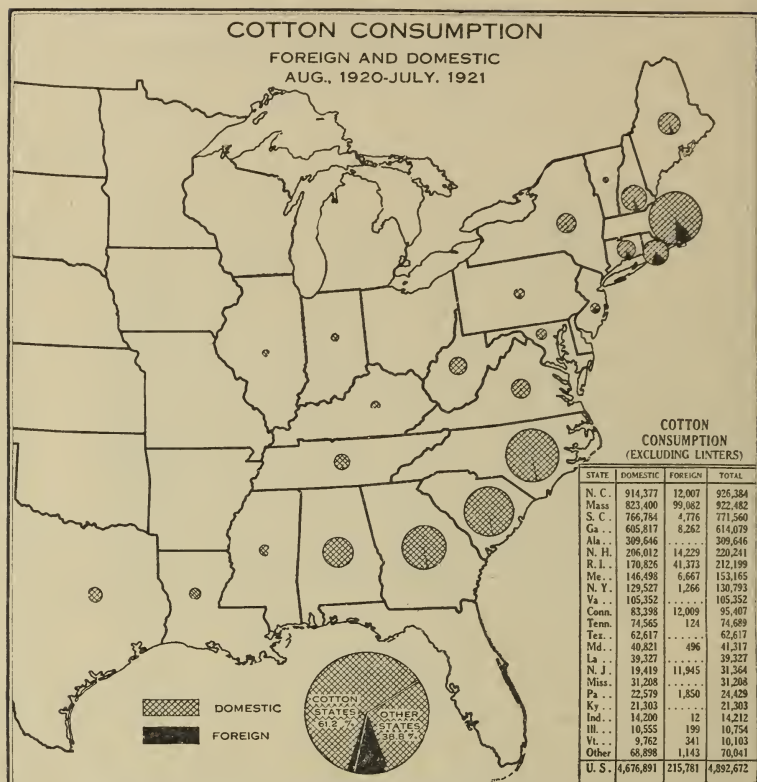 COTTON CONSUMPTION
FOREIGN AND DOMESTIC
AUG., 1920-JULY. 1921
COTTON
CONSUMPTION
(EXCLUDING LINTERS)
STATE DOMESTIC FOREIGN TOTAL
N. C. 914,377 12,007 926,384
Mass 823,400 99,082 922,482
S. C. 766,784 4,776 771,560
Ga .. 605,817 8,262 614,079
Ala .. 309,646 ...... 309,646
N. H. 206,012 14,229 220,241
R. I. . 170,826 41,373 212,199
Me .. 146,498 6,667 153,165
N. Y. 129,527 1,266 130,793
Va .. 105,352 ...... 105,352
Conn. 83,398 12,009 95,407
Tenn. 74,565 124 74,689
Tex. . 62,617 ...... 62,617
Md . . 40,821 496 41,317
La ... 39,327 ...... 39,327
N. J. 19,419 11,945 31,364
Miss. 31,208 ...... 31,208
Pa .. 22,579 1,850 24,429
Ky .. 21,303 ...... 21,303
Ind.. 14,200 12 14,212
Ill... 10,555 199 10,754
Vt. .. 9,762 341 10,103
Other 68,898 1,143 70,041
U. S. 4,676,891 215,781 4,892,672
DOMESTIC
FOREIGN
COTTON
STATES
61.2 %
OTHER
STATES
38.8 %